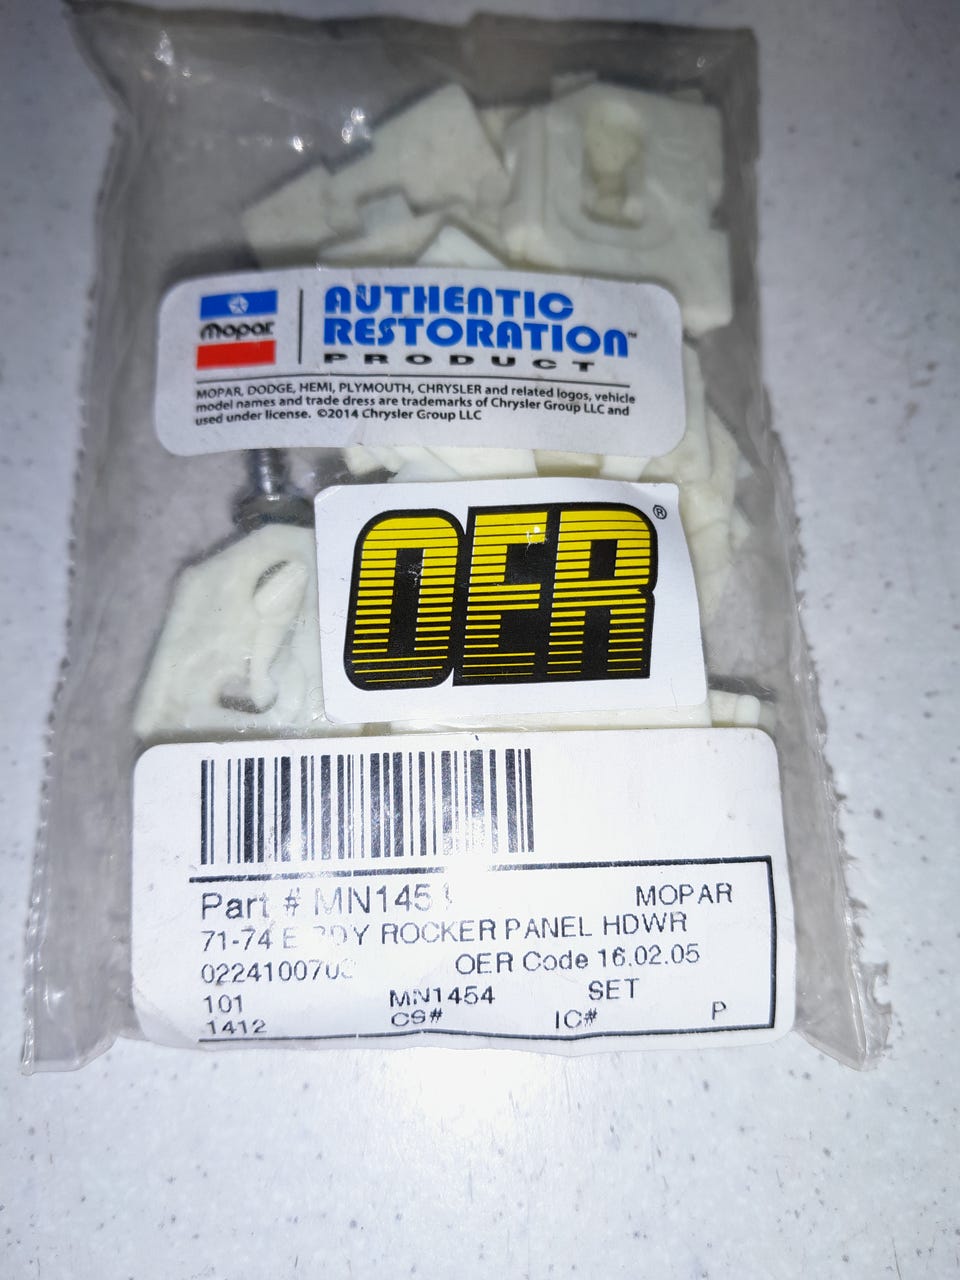 Mopar
AUTHENTIC
RESTORATION™
PRODUCT
MOPAR, DODGE, HEMI, PLYMOUTH, CHRYSLER and related logos, vehicle
model names and trade dress are trademarks of Chrysler Group LLC and
used under license. ©2014 Chrysler Group LLC
OER®
Part # MOPAR
71-74 E ROCKER PANEL HDWR
OER Code 16.02.05
101 MN1454 SET
1412 CS# IC# P